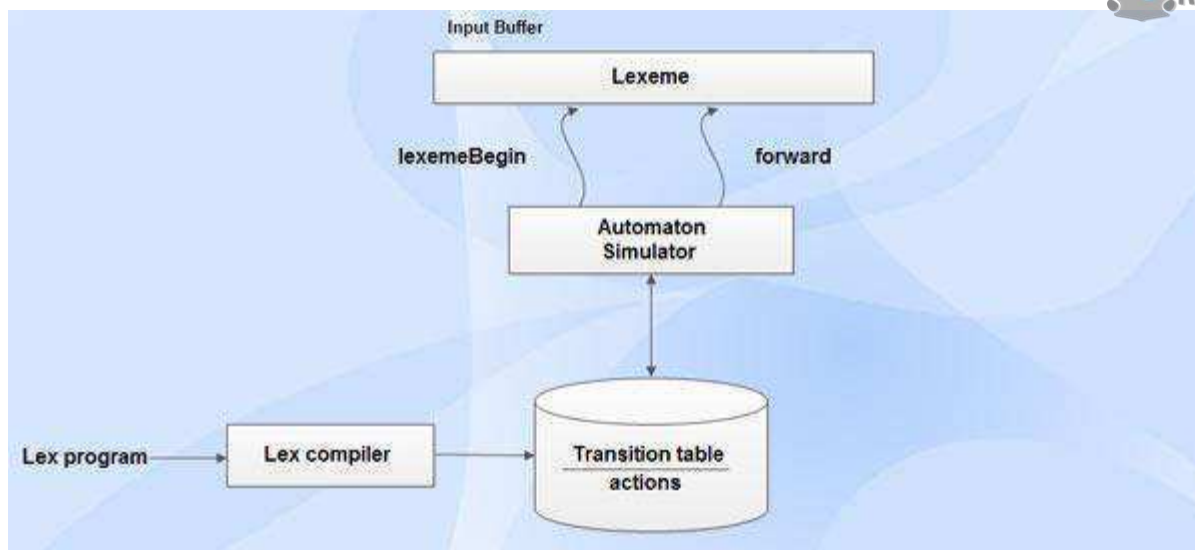 Input Buffer
Lexeme
lexemeBegin
forward
Automaton
Simulator
Lex program
Lex compiler
Transition table
actions